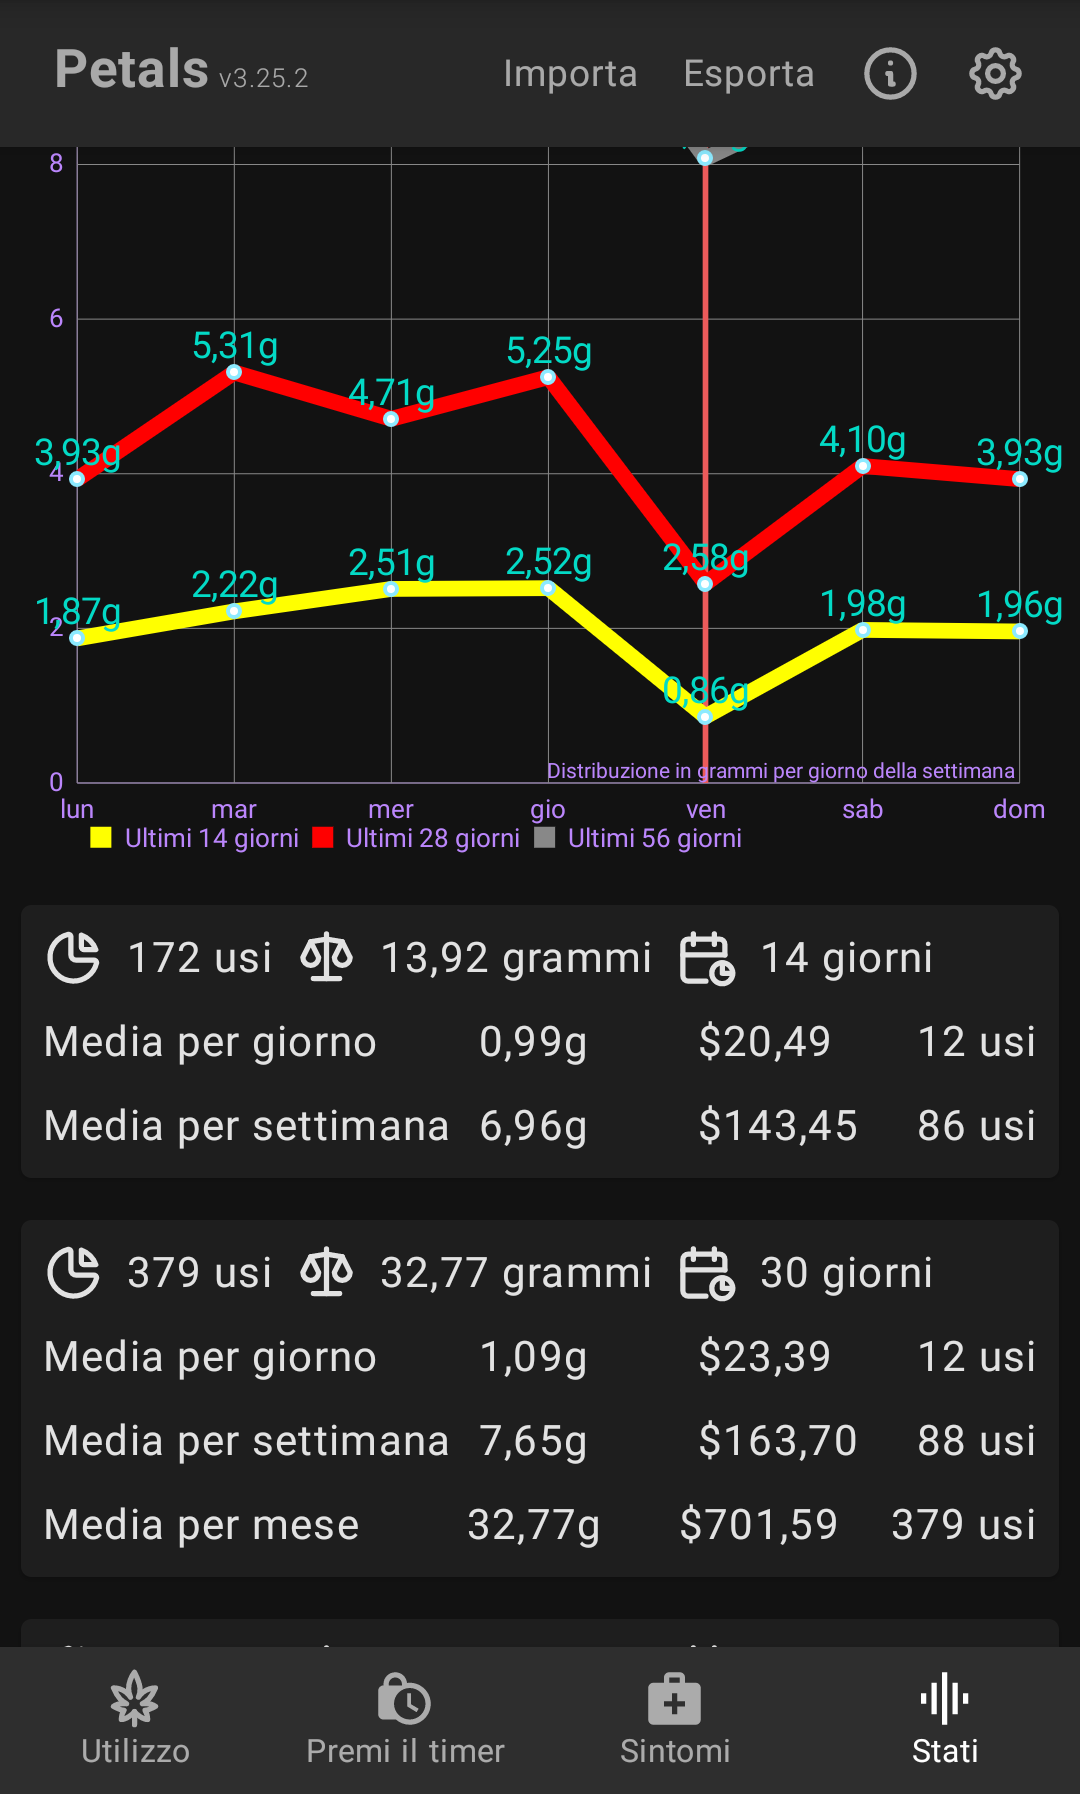 Petals v3.25.2 Importa Esporta
8
6
5,31g 5,25g
4,71g
4,10g
3,93g 3,93g
4
2,51g 2,52g 2,58g
2,22g
1,87g 1,98g 1,96g
2
0,86g
Distribuzione in grammi per giorno della settimana
0
lun mar mer gio ven sab dom
Ultimi 14 giorni Ultimi 28 giorni Ultimi 56 giorni
172 usi 13,92 grammi 14 giorni
Media per giorno 0,99g $20,49 12 usi
Media per settimana 6,96g $143,45 86 usi
379 usi 32,77 grammi 30 giorni
Media per giorno 1,09g $23,39 12 usi
Media per settimana 7,65g $163,70 88 usi
Media per mese 32,77g $701,59 379 usi
Utilizzo Premi il timer Sintomi Stati